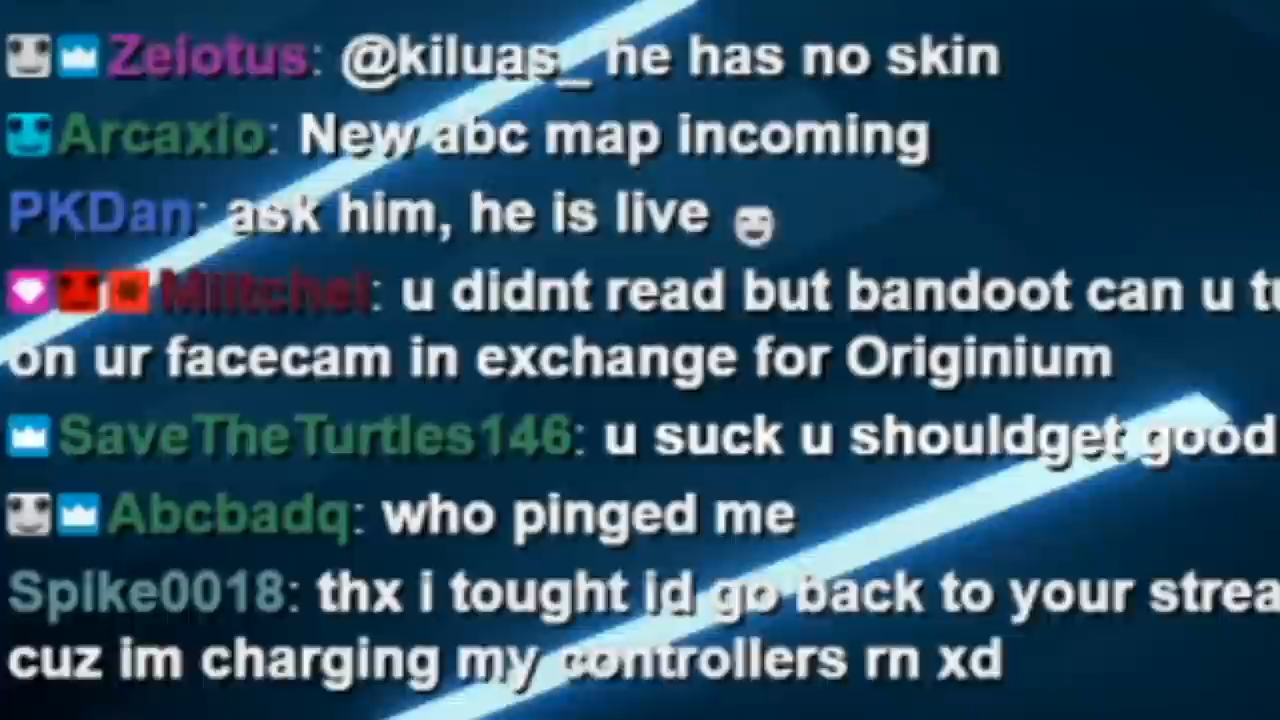 Zelotus: @kiluas_ he has no skin
Arcaxio: New abc map incoming
PKDan: ask him, he is live
Miltchel: u didnt read but bandoot can u
on ur facecam in exchange for Originium
SaveTheTurtles146: u suck u shouldget good
Abcbadq: who pinged me
Spike0018: thx i tought id go back to your
cuz im charging my controllers rn xd